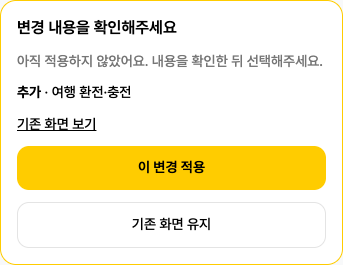 변경 내용을 확인해주세요
아직 적용하지 않았어요. 내용을 확인한 뒤 선택해주세요.
추가 · 여행 환전·충전
기존 화면 보기
이 변경 적용
기존 화면 유지